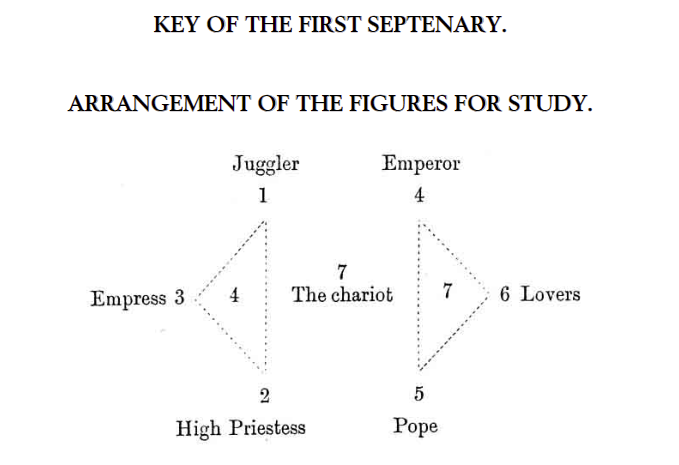 KEY OF THE FIRST SEPTENARY.
ARRANGEMENT OF THE FIGURES FOR STUDY.
Juggler Emperor
1 4
7
Empress 3 4 The chariot 7 6 Lovers
2 5
High Priestess Pope